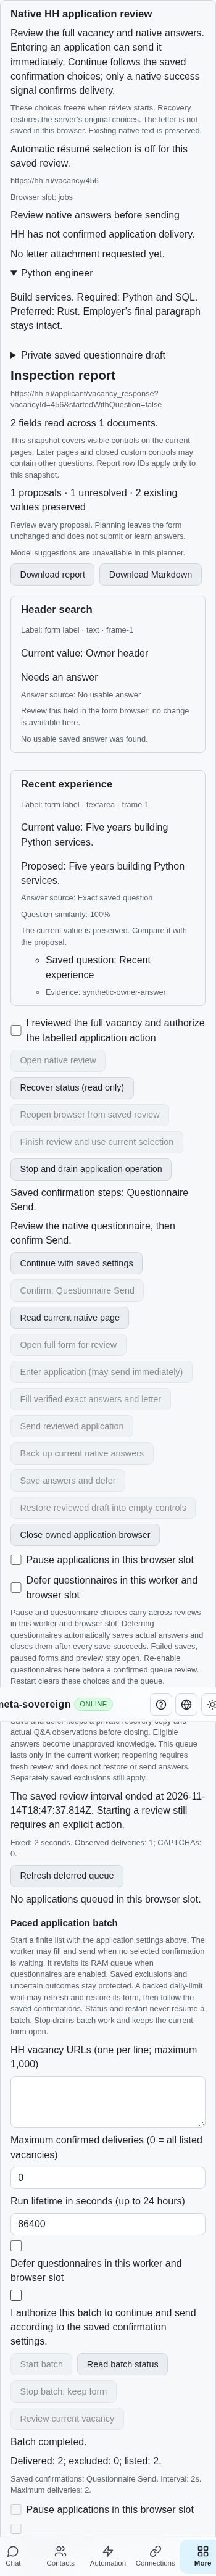 Native HH application review
Review the full vacancy and native answers.
Entering an application can send it
immediately. Continue follows the saved
confirmation choices; only a native success
signal confirms delivery.
These choices freeze when review starts. Recovery
restores the server's original choices. The letter is not
saved in this browser. Existing native text is preserved.
Automatic résumé selection is off for this
saved review.
https://hh.ru/vacancy/456
Browser slot: jobs
Review native answers before sending
HH has not confirmed application delivery.
No letter attachment requested yet.
▼ Python engineer
Build services. Required: Python and SQL.
Preferred: Rust. Employer's final paragraph
stays intact.
▶ Private saved questionnaire draft
Inspection report
https://hh.ru/applicant/vacancy_response?
vacancyId=456&startedWithQuestion=false
2 fields read across 1 documents.
This snapshot covers visible controls on the current
pages. Later pages and closed custom controls may
contain other questions. Report row IDs apply only to
this snapshot.
1 proposals · 1 unresolved · 2 existing
values preserved
Review every proposal. Planning leaves the form
unchanged and does not submit or learn answers.
Model suggestions are unavailable in this planner.
Download report Download Markdown
Header search
Label: form label · text · frame-1
Current value: Owner header
Needs an answer
Answer source: No usable answer
Review this field in the form browser; no change
is available here.
No usable saved answer was found.
Recent experience
Label: form label · textarea · frame-1
Current value: Five years building
Python services.
Proposed: Five years building Python
services.
Answer source: Exact saved question
Question similarity: 100%
The current value is preserved. Compare it with
the proposal.
Saved question: Recent
experience
Evidence: synthetic-owner-answer
I reviewed the full vacancy and authorize
the labelled application action
Open native review
Recover status (read only)
Reopen browser from saved review
Finish review and use current selection
Stop and drain application operation
Saved confirmation steps: Questionnaire
Send.
Review the native questionnaire, then
confirm Send.
Continue with saved settings
Confirm: Questionnaire Send
Read current native page
Open full form for review
Enter application (may send immediately)
Fill verified exact answers and letter
Send reviewed application
Back up current native answers
Save answers and defer
Restore reviewed draft into empty controls
Close owned application browser
Pause applications in this browser slot
Defer questionnaires in this worker and
browser slot
Pause and questionnaire choices carry across reviews
in this worker and browser slot. Deferring
questionnaires automatically saves actual answers and
closes them after every save succeeds. Failed saves,
paused forms and previews stay open. Re-enable
questionnaires here before a confirmed queue review.
Restart clears these choices and the queue.
meta-sovereign ONLINE
actual Q&A observations before closing. Eligible
answers become unapproved knowledge. This queue
lasts only in the current worker; reopening requires
fresh review and does not restore or send answers.
Separately saved exclusions still apply.
The saved review interval ended at 2026-11-
14T18:47:37.814Z. Starting a review still
requires an explicit action.
Fixed: 2 seconds. Observed deliveries: 1; CAPTCHAs:
0.
Refresh deferred queue
No applications queued in this browser slot.
Paced application batch
Start a finite list with the application settings above. The
worker may fill and send when no selected confirmation
is waiting. It revisits its RAM queue when
questionnaires are enabled. Saved exclusions and
uncertain outcomes stay protected. A backed daily-limit
wait may refresh and restore its form, then follow the
saved confirmations. Status and restart never resume a
batch. Stop drains batch work and keeps the current
form open.
HH vacancy URLs (one per line; maximum
1,000)
Maximum confirmed deliveries (0 = all listed
vacancies)
0
Run lifetime in seconds (up to 24 hours)
86400
Defer questionnaires in this worker and
browser slot
I authorize this batch to continue and send
according to the saved confirmation
settings.
Start batch Read batch status
Stop batch; keep form
Review current vacancy
Batch completed.
Delivered: 2; excluded: 0; listed: 2.
Saved confirmations: Questionnaire Send. Interval: 2s.
Maximum deliveries: 2.
Pause applications in this browser slot
Chat Contacts Automation Connections More